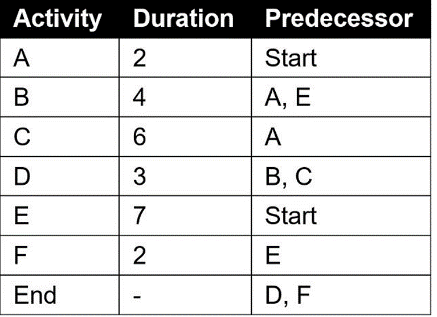 Activity Duration Predecessor
A 2 Start
B 4 A, E
C 6 A
D 3 B, C
E 7 Start
F 2 E
End - D, F